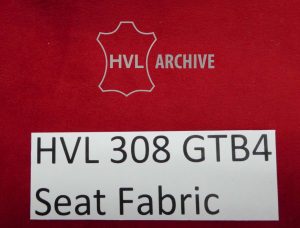 HVL ARCHIVE
HVL 308 GTB4
Seat Fabric